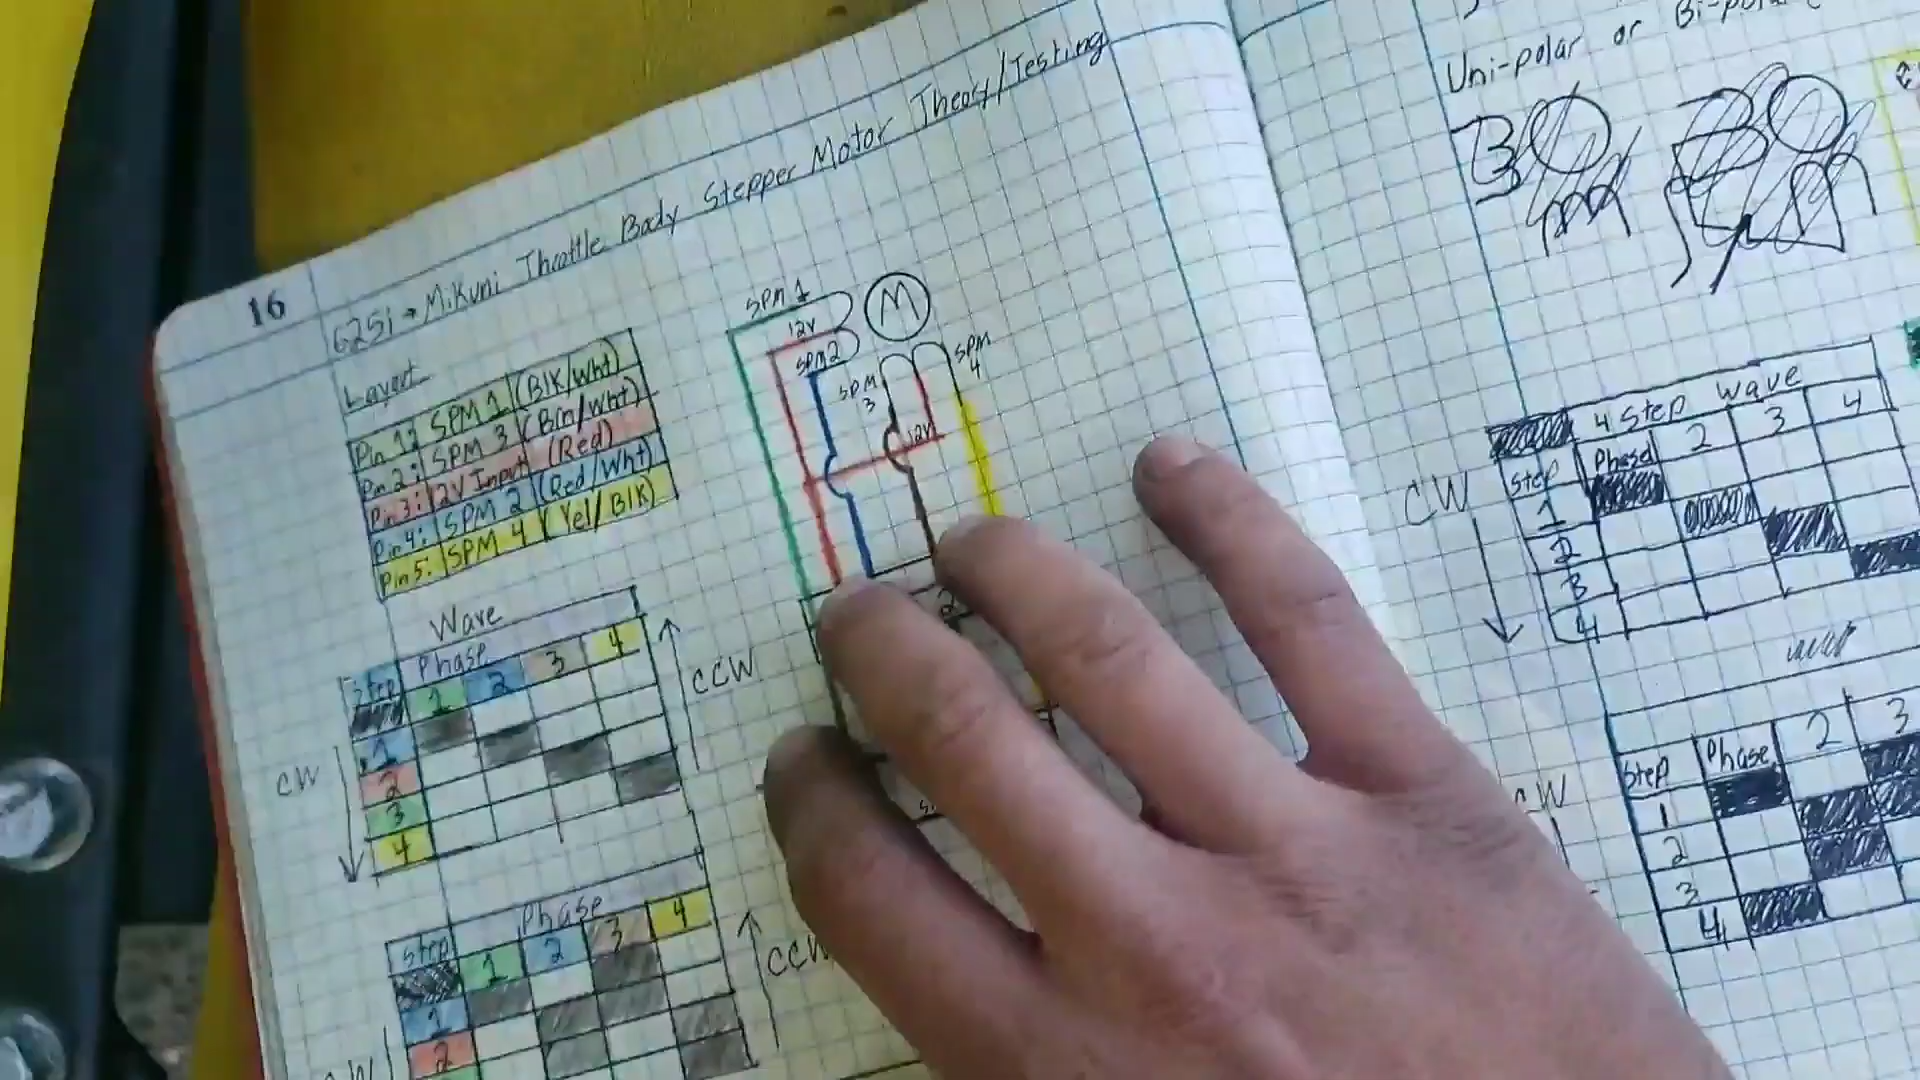 16
625i → Mikuni Throttle Body Stepper Motor Theory/Testing
Layout
Pin 1: SPM 1 (Blk/Wht)
Pin 2: SPM 3 (Brn/Wht)
Pin 3: 12V Input (Red)
Pin 4: SPM 2 (Red/Wht)
Pin 5: SPM 4 (Yel/Blk)
SPM 1
12V
SPM 2
M
SPM 3
SPM 4
12V
2
Wave
Phase
Step 1 2 3 4
1
2
3
4
CW
CCW
Phase
Step 1 2 3 4
1
2
CCW
Uni-polar or Bi-polar
4 Step Wave
Step Phase 2 3 4
1
2
3
4
CW
Step Phase 2 3
1
2
3
4
CW